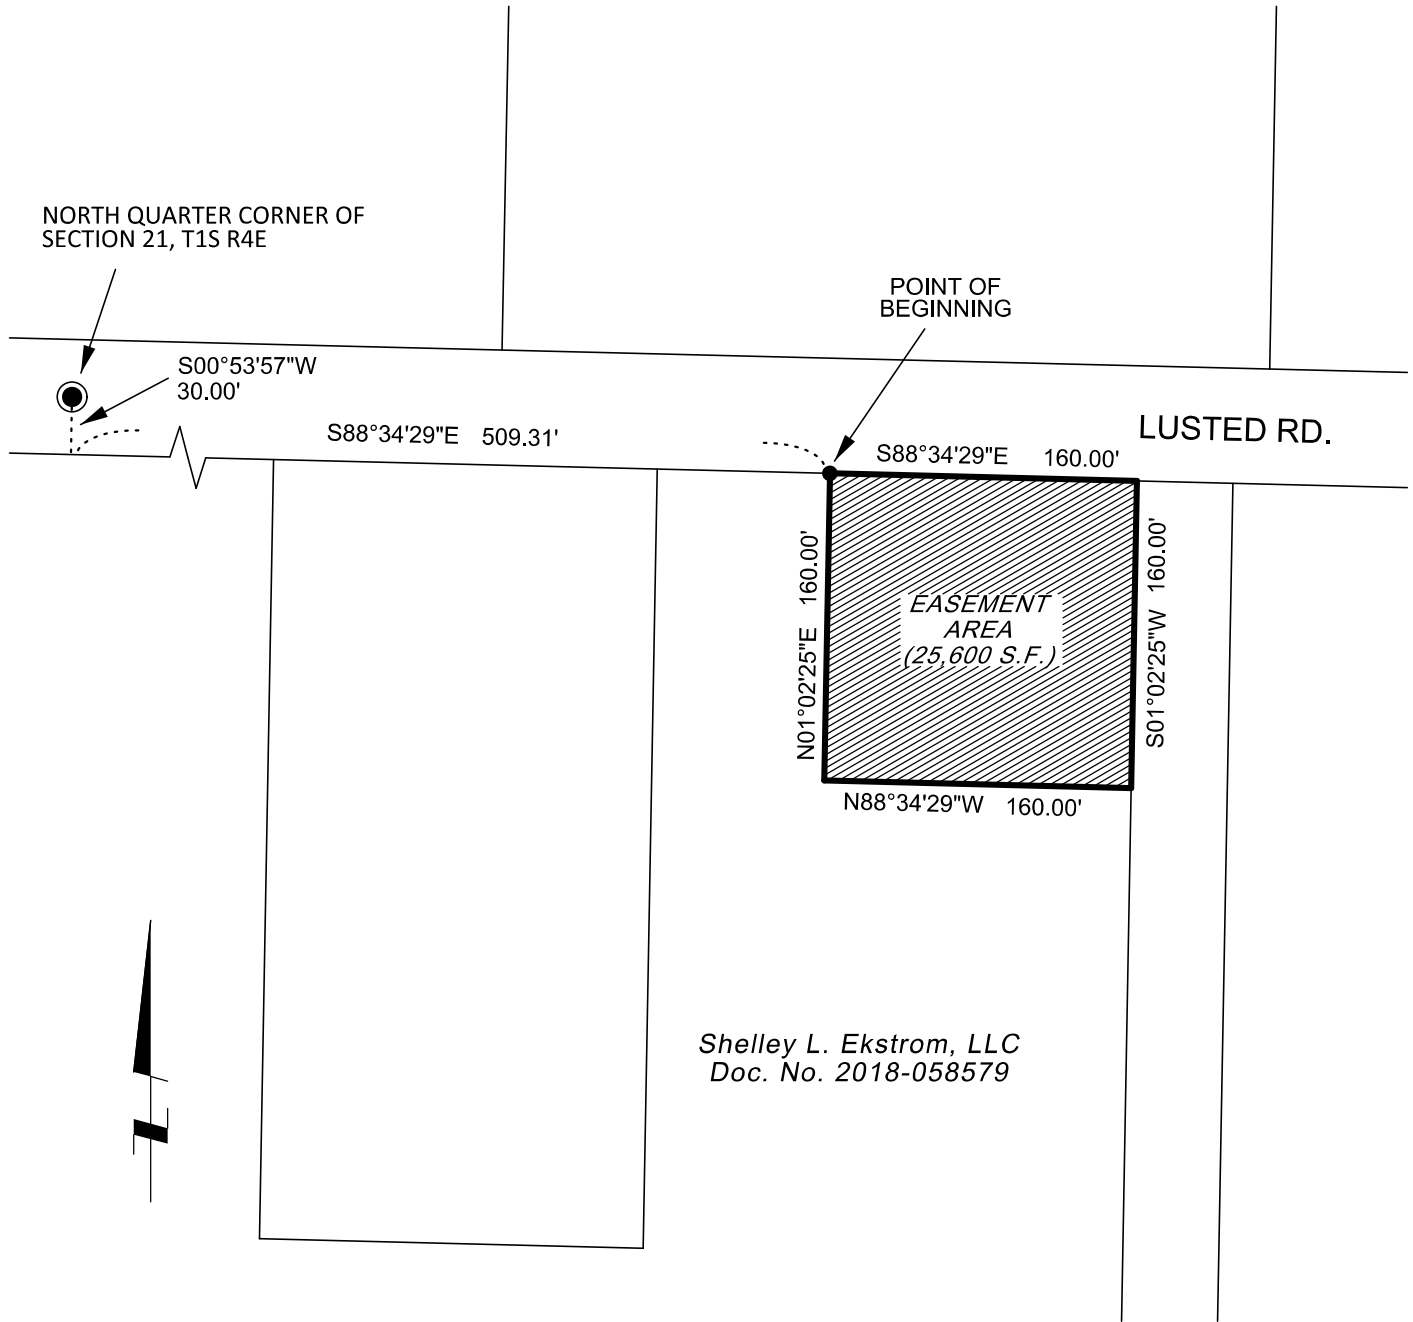 NORTH QUARTER CORNER OF
SECTION 21, T1S R4E
POINT OF
BEGINNING
S00°53'57"W
30.00'
S88°34'29"E 509.31'
LUSTED RD.
S88°34'29"E 160.00'
N01°02'25"E 160.00'
EASEMENT
AREA
(25,600 S.F.)
S01°02'25"W 160.00'
N88°34'29"W 160.00'
Shelley L. Ekstrom, LLC
Doc. No. 2018-058579
Z